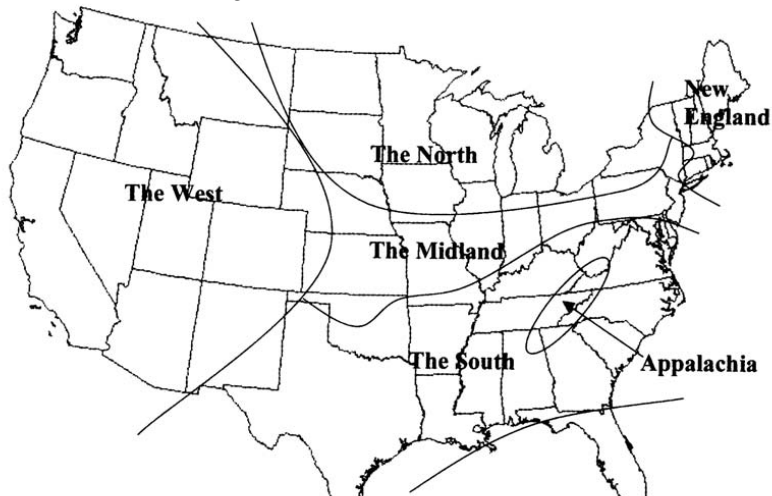 New
England
The North
The West
The Midland
The South
Appalachia